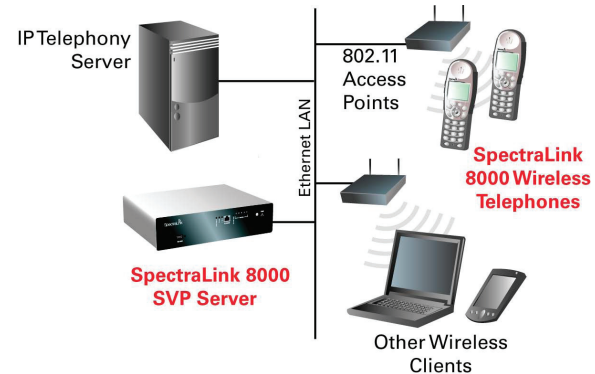 IP Telephony
Server
802.11
Access
Points
Ethernet LAN
SpectraLink
8000 Wireless
Telephones
SpectraLink 8000
SVP Server
Other Wireless
Clients